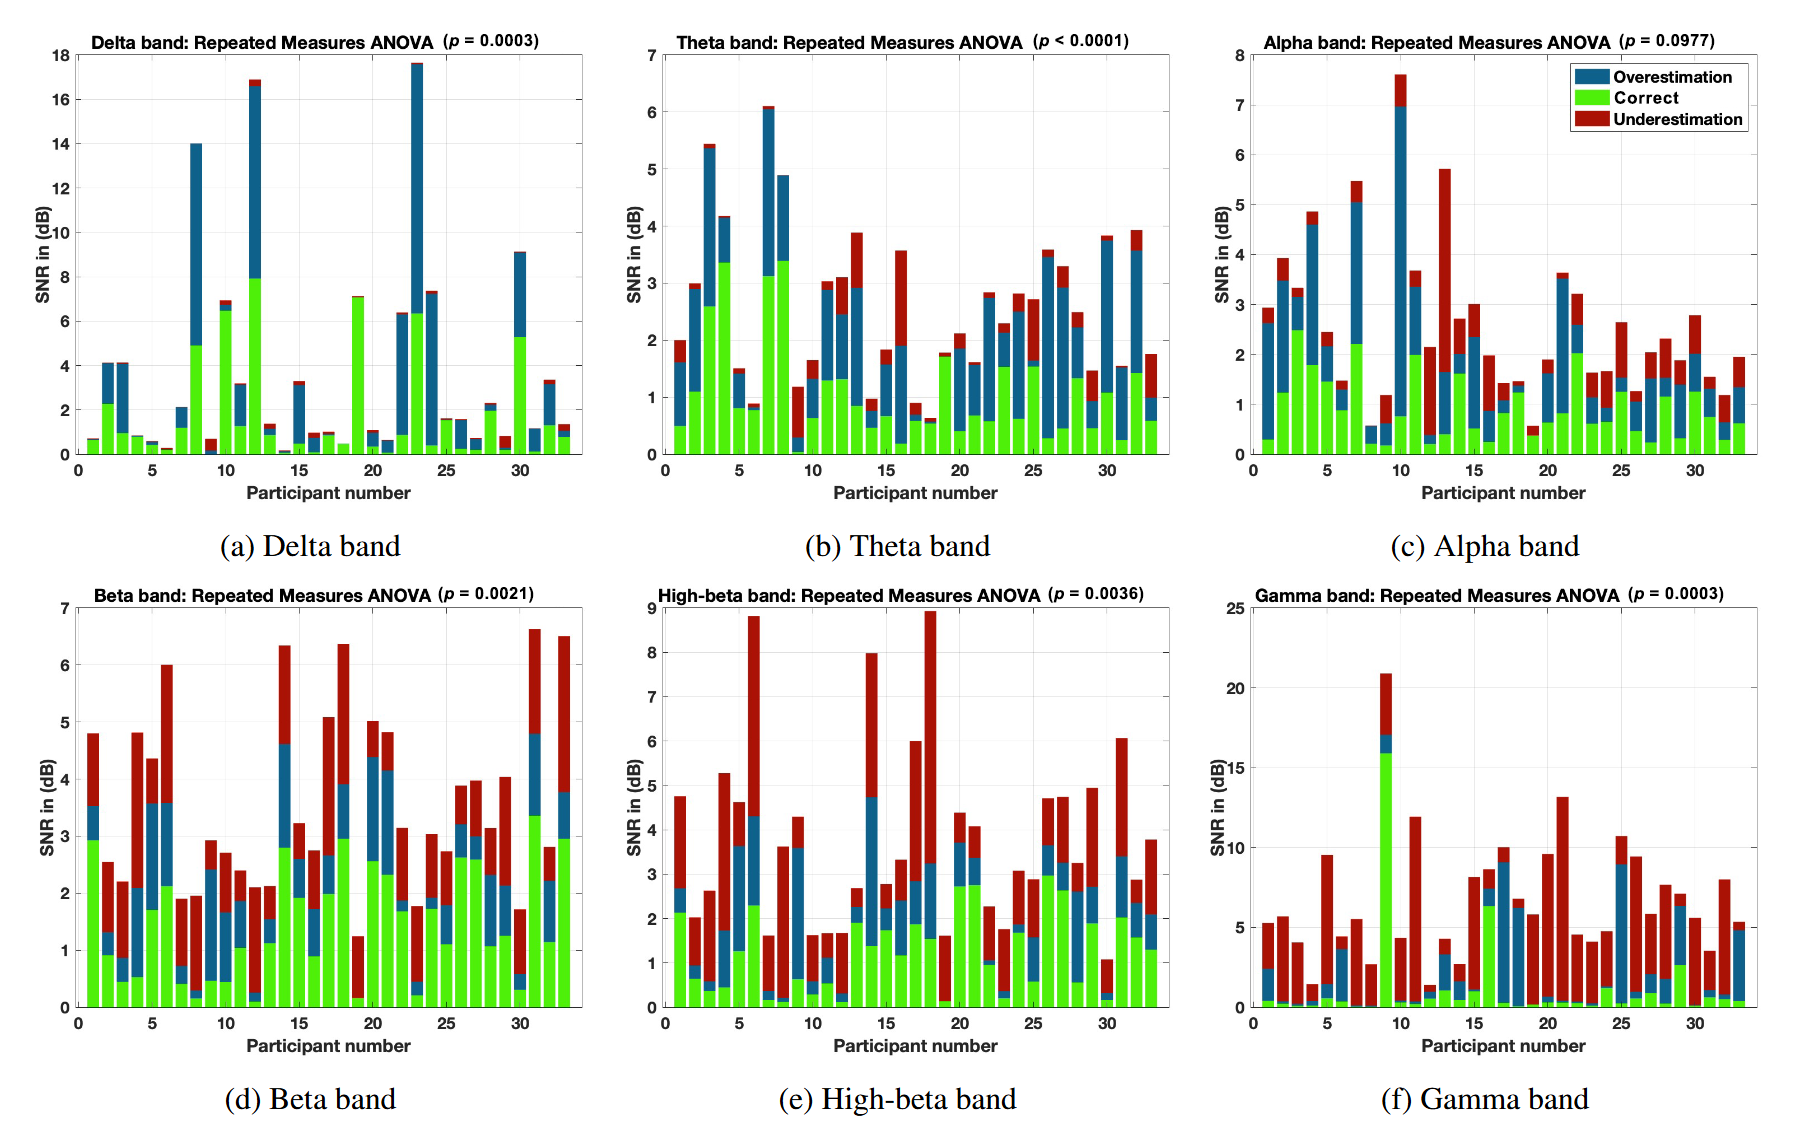 Delta band: Repeated Measures ANOVA (p = 0.0003)
18
16
14
12
10
8
6
4
2
0
SNR in (dB)
0 5 10 15 20 25 30
Participant number
(a) Delta band
Theta band: Repeated Measures ANOVA (p < 0.0001)
7
6
5
4
3
2
1
0
SNR in (dB)
0 5 10 15 20 25 30
Participant number
(b) Theta band
Alpha band: Repeated Measures ANOVA (p = 0.0977)
Overestimation
Correct
Underestimation
8
7
6
5
4
3
2
1
0
SNR in (dB)
0 5 10 15 20 25 30
Participant number
(c) Alpha band
Beta band: Repeated Measures ANOVA (p = 0.0021)
7
6
5
4
3
2
1
0
SNR in (dB)
0 5 10 15 20 25 30
Participant number
(d) Beta band
High-beta band: Repeated Measures ANOVA (p = 0.0036)
9
8
7
6
5
4
3
2
1
0
SNR in (dB)
0 5 10 15 20 25 30
Participant number
(e) High-beta band
Gamma band: Repeated Measures ANOVA (p = 0.0003)
25
20
15
10
5
0
SNR in (dB)
0 5 10 15 20 25 30
Participant number
(f) Gamma band